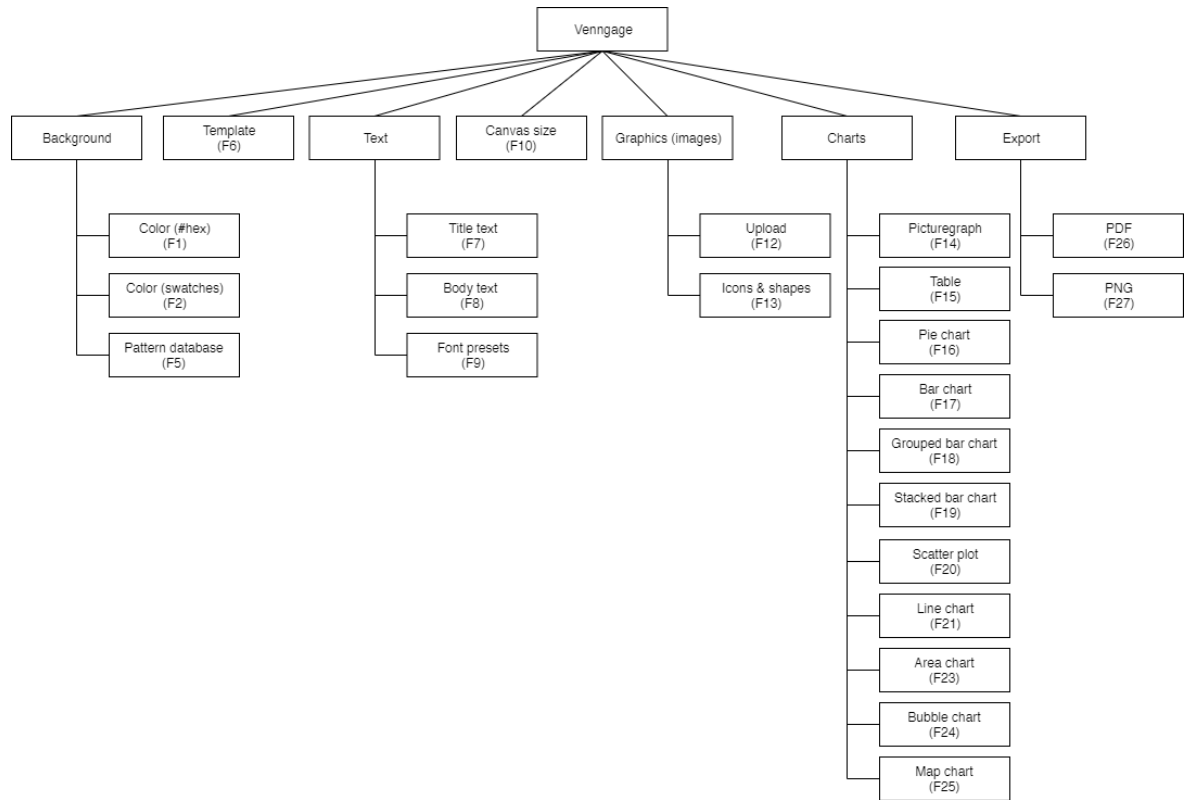 Venngage
Background
Template
(F6)
Text
Canvas size
(F10)
Graphics (images)
Charts
Export
Color (#hex)
(F1)
Color (swatches)
(F2)
Pattern database
(F5)
Title text
(F7)
Body text
(F8)
Font presets
(F9)
Upload
(F12)
Icons & shapes
(F13)
Picturegraph
(F14)
Table
(F15)
Pie chart
(F16)
Bar chart
(F17)
Grouped bar chart
(F18)
Stacked bar chart
(F19)
Scatter plot
(F20)
Line chart
(F21)
Area chart
(F23)
Bubble chart
(F24)
Map chart
(F25)
PDF
(F26)
PNG
(F27)